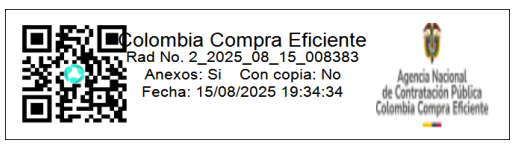 Colombia Compra Eficiente
Rad No. 2_2025_08_15_008383
Anexos: Si Con copia: No
Fecha: 15/08/2025 19:34:34
Agencia Nacional
de Contratación Pública
Colombia Compra Eficiente